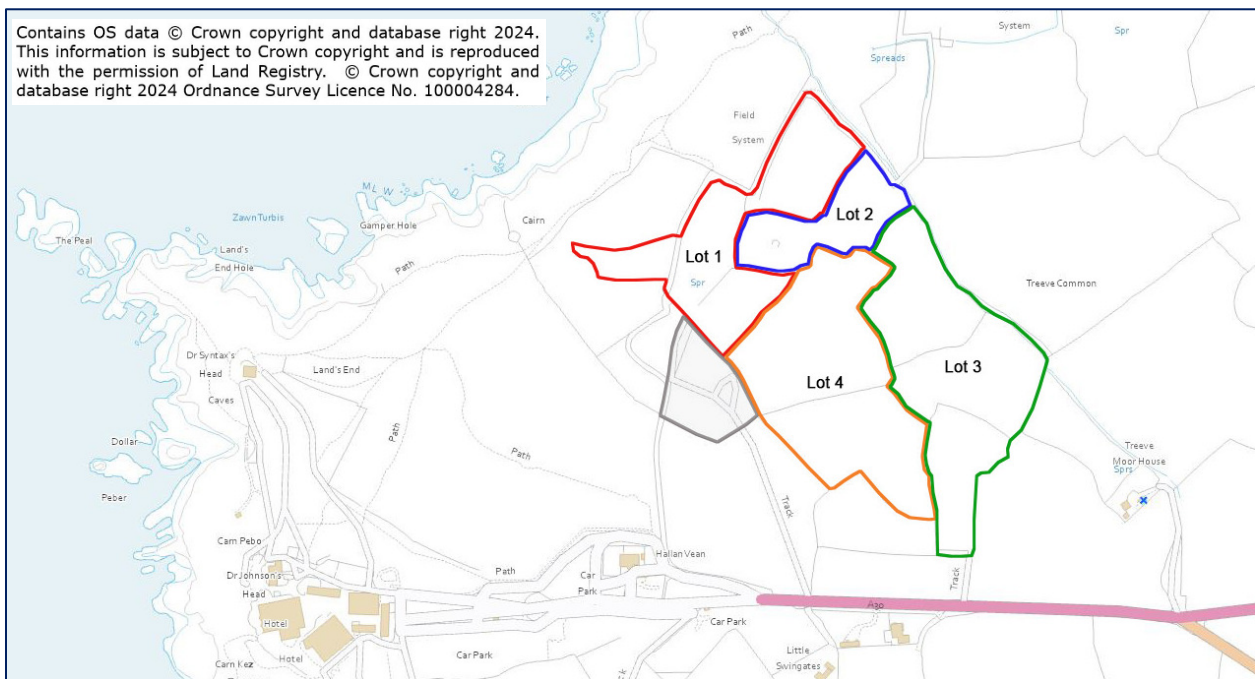 Contains OS data © Crown copyright and database right 2024.
This information is subject to Crown copyright and is reproduced
with the permission of Land Registry. © Crown copyright and
database right 2024 Ordnance Survey Licence No. 100004284.
Path
System
Spr
Spreads
Field
System
M L W
Zawn Turbis
Gamper Hole
Cairn
The Peal
Land's
End Hole
Path
Lot 2
Lot 1
Spr
Treeve Common
Dr Syntax's
Head
Land's End
Caves
Lot 4
Lot 3
Path
Dollar
Path
Treeve
Moor House
Sprs
Peber
Track
Carn Pebo
Hallan Vean
Path
Dr Johnson's
Head
Car
Park
Track
A30
Hotel
Car Park
Hotel
Car Park
Little
Swingates
Carn Kez